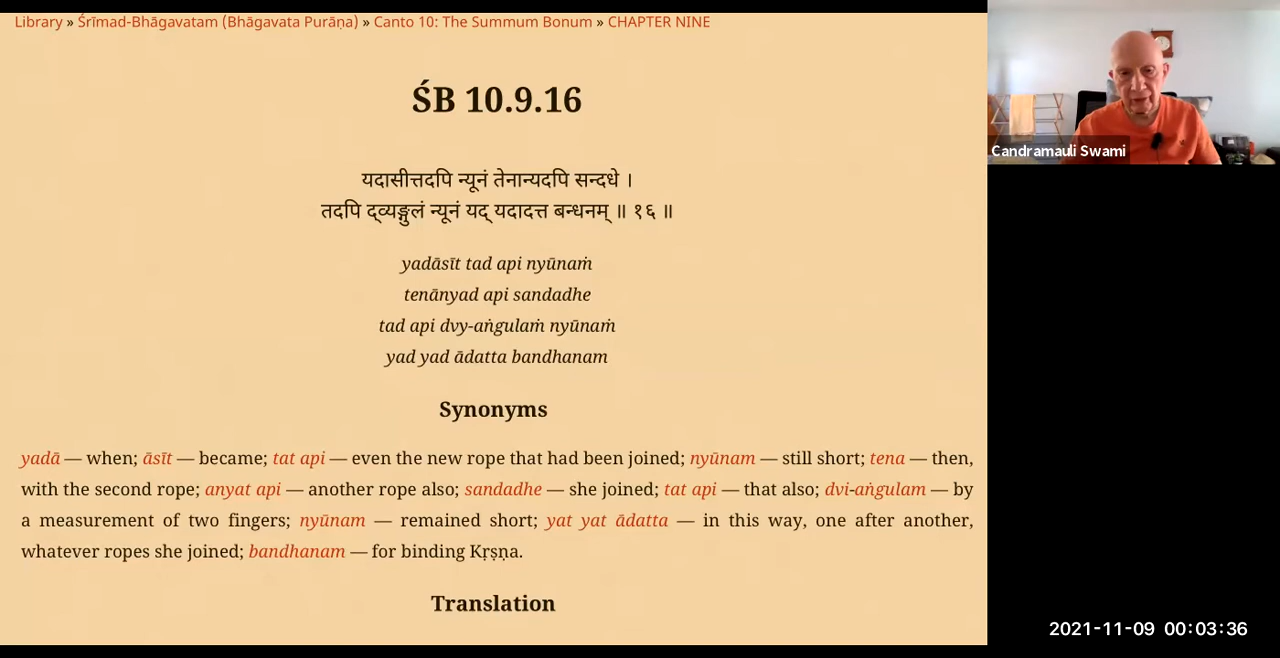 Library » Śrīmad-Bhāgavatam (Bhāgavata Purāṇa) » Canto 10: The Summum Bonum » CHAPTER NINE
ŚB 10.9.16
यदासीत्तदपि न्यूनं तेनान्यदपि सन्दधे ।
तदपि द्‌व्यङ्गुलं न्यूनं यद् यदादत्त बन्धनम् ॥ १६ ॥
yadāsīt tad api nyūnaṁ
tenānyad api sandadhe
tad api dvy-aṅgulaṁ nyūnaṁ
yad yad ādatta bandhanam
Synonyms
yadā — when; āsīt — became; tat api — even the new rope that had been joined; nyūnam — still short; tena — then,
with the second rope; anyat api — another rope also; sandadhe — she joined; tat api — that also; dvi-aṅgulam — by
a measurement of two fingers; nyūnam — remained short; yat yat ādatta — in this way, one after another,
whatever ropes she joined; bandhanam — for binding Kṛṣṇa.
Translation
Candramauli Swami
2021-11-09 00:03:36